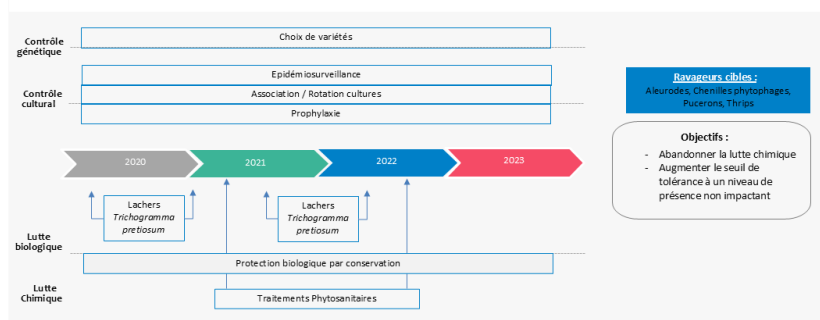 Contrôle
génétique
Choix de variétés
Contrôle
cultural
Epidémiosurveillance
Association / Rotation cultures
Prophylaxie
2020
2021
2022
2023
Lachers
Trichogramma
pretiosum
Lachers
Trichogramma
pretiosum
Lutte
biologique
Protection biologique par conservation
Lutte
Chimique
Traitements Phytosanitaires
Ravageurs cibles :
Aleurodes, Chenilles phytophages,
Pucerons, Thrips
Objectifs :
- Abandonner la lutte chimique
- Augmenter le seuil de
tolérance à un niveau de
présence non impactant